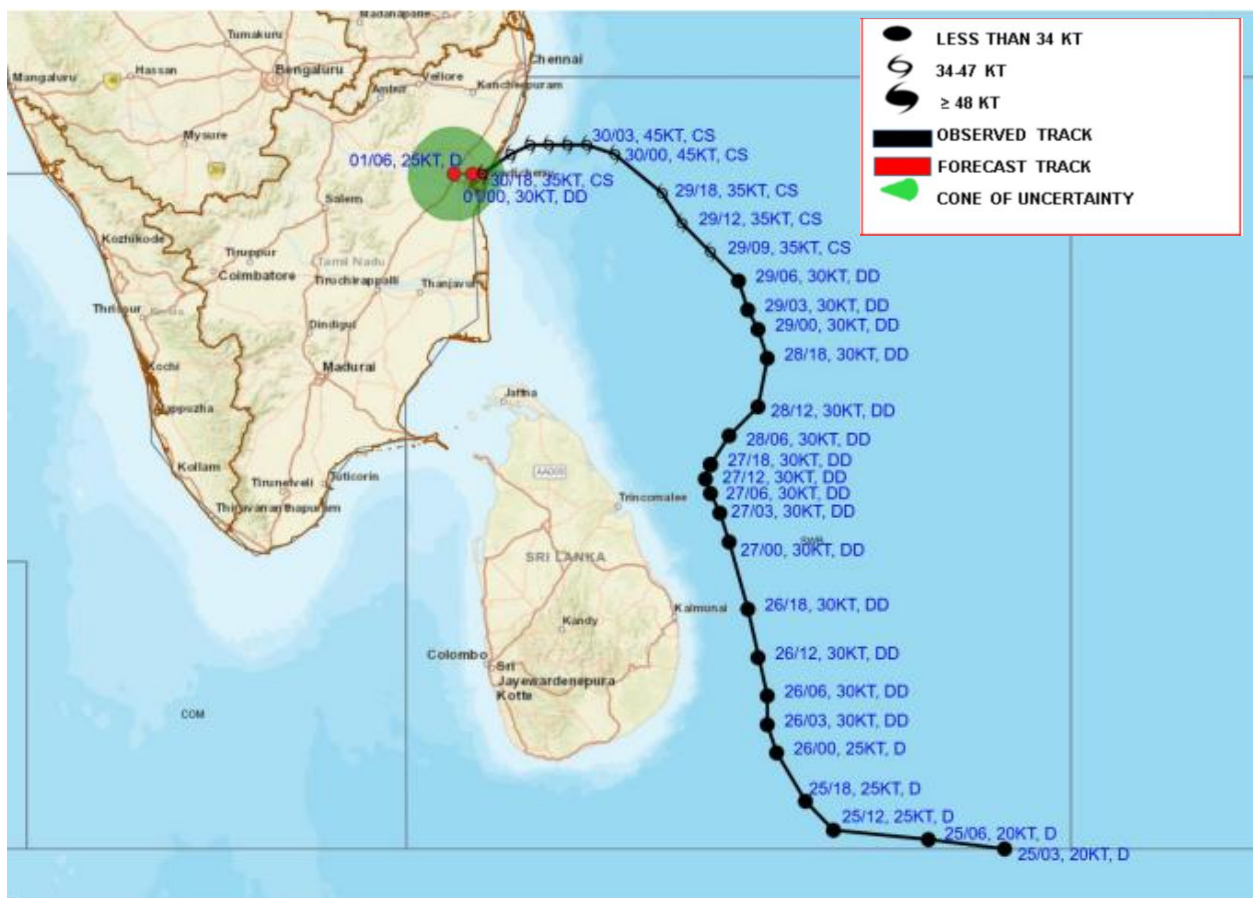 Madanapalle
Tumakuru
Chennai
Mangaluru
Hassan
Bengaluru
Vellore
Ambur
Kancheepuram
Mysure
Salem
Kozhikode
Tiruppur
Coimbatore
Tamil Nadu
Tiruchirappalli
Thanjavur
Thrissur
Kerala
Dindigul
Kochi
Madurai
Alappuzha
Jaffna
Kollam
Tirunelveli
Tuticorin
Thiruvananthapuram
Trincomalee
SRI LANKA
SWB
Kalmunai
Kandy
Colombo
Sri
Jayewardenepura
Kotte
COM
LESS THAN 34 KT
34-47 KT
≥ 48 KT
OBSERVED TRACK
FORECAST TRACK
CONE OF UNCERTAINTY
01/06, 25KT, D
30/18, 35KT, CS
01/00, 30KT, DD
30/03, 45KT, CS
30/00, 45KT, CS
29/18, 35KT, CS
29/12, 35KT, CS
29/09, 35KT, CS
29/06, 30KT, DD
29/03, 30KT, DD
29/00, 30KT, DD
28/18, 30KT, DD
28/12, 30KT, DD
28/06, 30KT, DD
27/18, 30KT, DD
27/12, 30KT, DD
27/06, 30KT, DD
27/03, 30KT, DD
27/00, 30KT, DD
26/18, 30KT, DD
26/12, 30KT, DD
26/06, 30KT, DD
26/03, 30KT, DD
26/00, 25KT, D
25/18, 25KT, D
25/12, 25KT, D
25/06, 20KT, D
25/03, 20KT, D